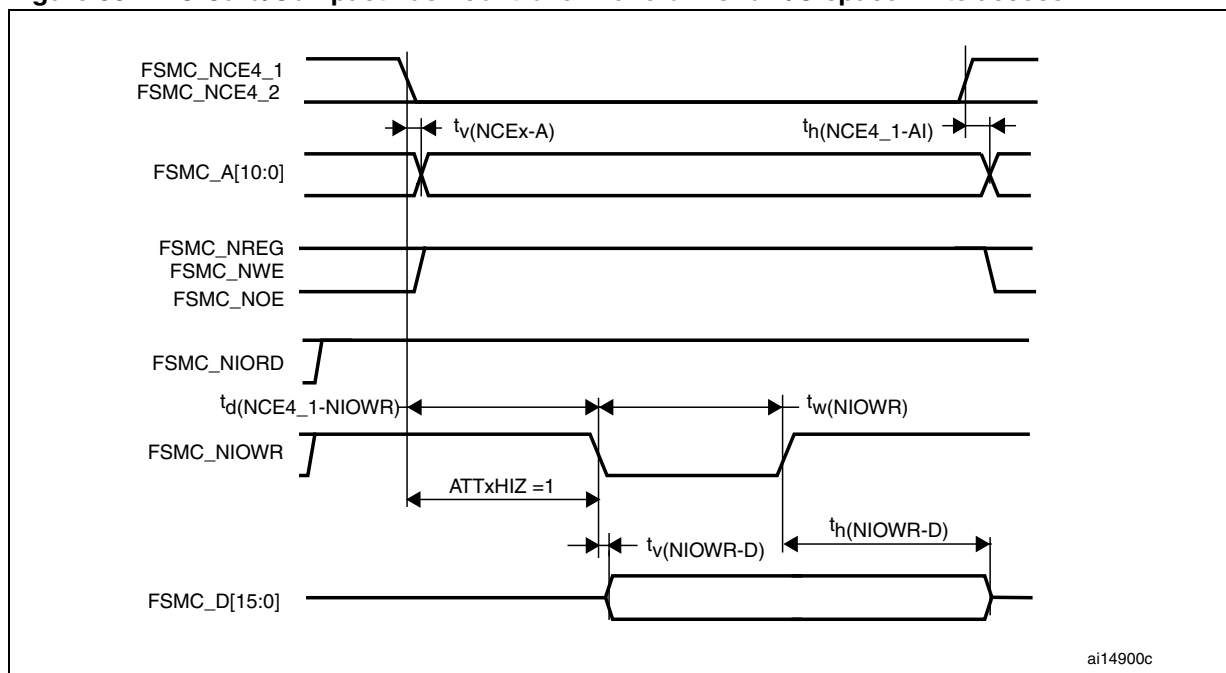 FSMC_NCE4_1
FSMC_NCE4_2
tv(NCEx-A)
th(NCE4_1-AI)
FSMC_A[10:0]
FSMC_NREG
FSMC_NWE
FSMC_NOE
FSMC_NIORD
td(NCE4_1-NIOWR)
tw(NIOWR)
FSMC_NIOWR
ATTxHIZ =1
tv(NIOWR-D)
th(NIOWR-D)
FSMC_D[15:0]
ai14900c